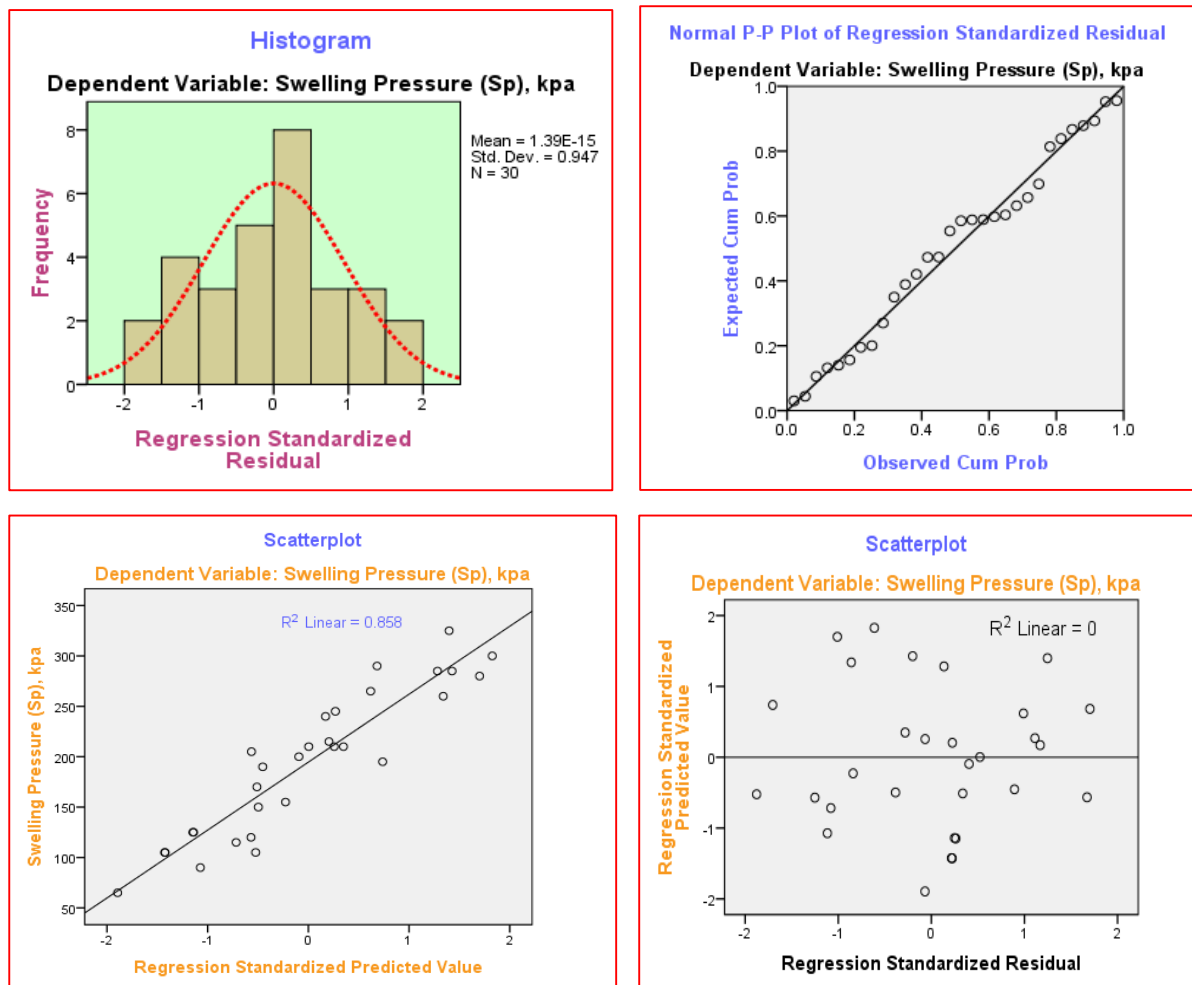 Histogram
Dependent Variable: Swelling Pressure (Sp), kpa
Mean = 1.39E-15
Std. Dev. = 0.947
N = 30
8
6
4
2
0
Frequency
-2 -1 0 1 2
Regression Standardized
Residual
Normal P-P Plot of Regression Standardized Residual
Dependent Variable: Swelling Pressure (Sp), kpa
1.0
0.8
0.6
0.4
0.2
0.0
Expected Cum Prob
0.0 0.2 0.4 0.6 0.8 1.0
Observed Cum Prob
Scatterplot
Dependent Variable: Swelling Pressure (Sp), kpa
R² Linear = 0.858
350
300
250
200
150
100
50
Swelling Pressure (Sp), kpa
-2 -1 0 1 2
Regression Standardized Predicted Value
Scatterplot
Dependent Variable: Swelling Pressure (Sp), kpa
R² Linear = 0
2
1
0
-1
-2
Regression Standardized
Predicted Value
-2 -1 0 1 2
Regression Standardized Residual